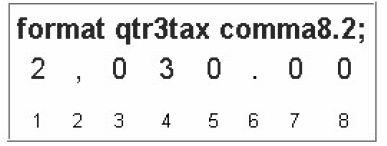 format qtr3tax comma8.2;
2 , 0 3 0 . 0 0
1 2 3 4 5 6 7 8